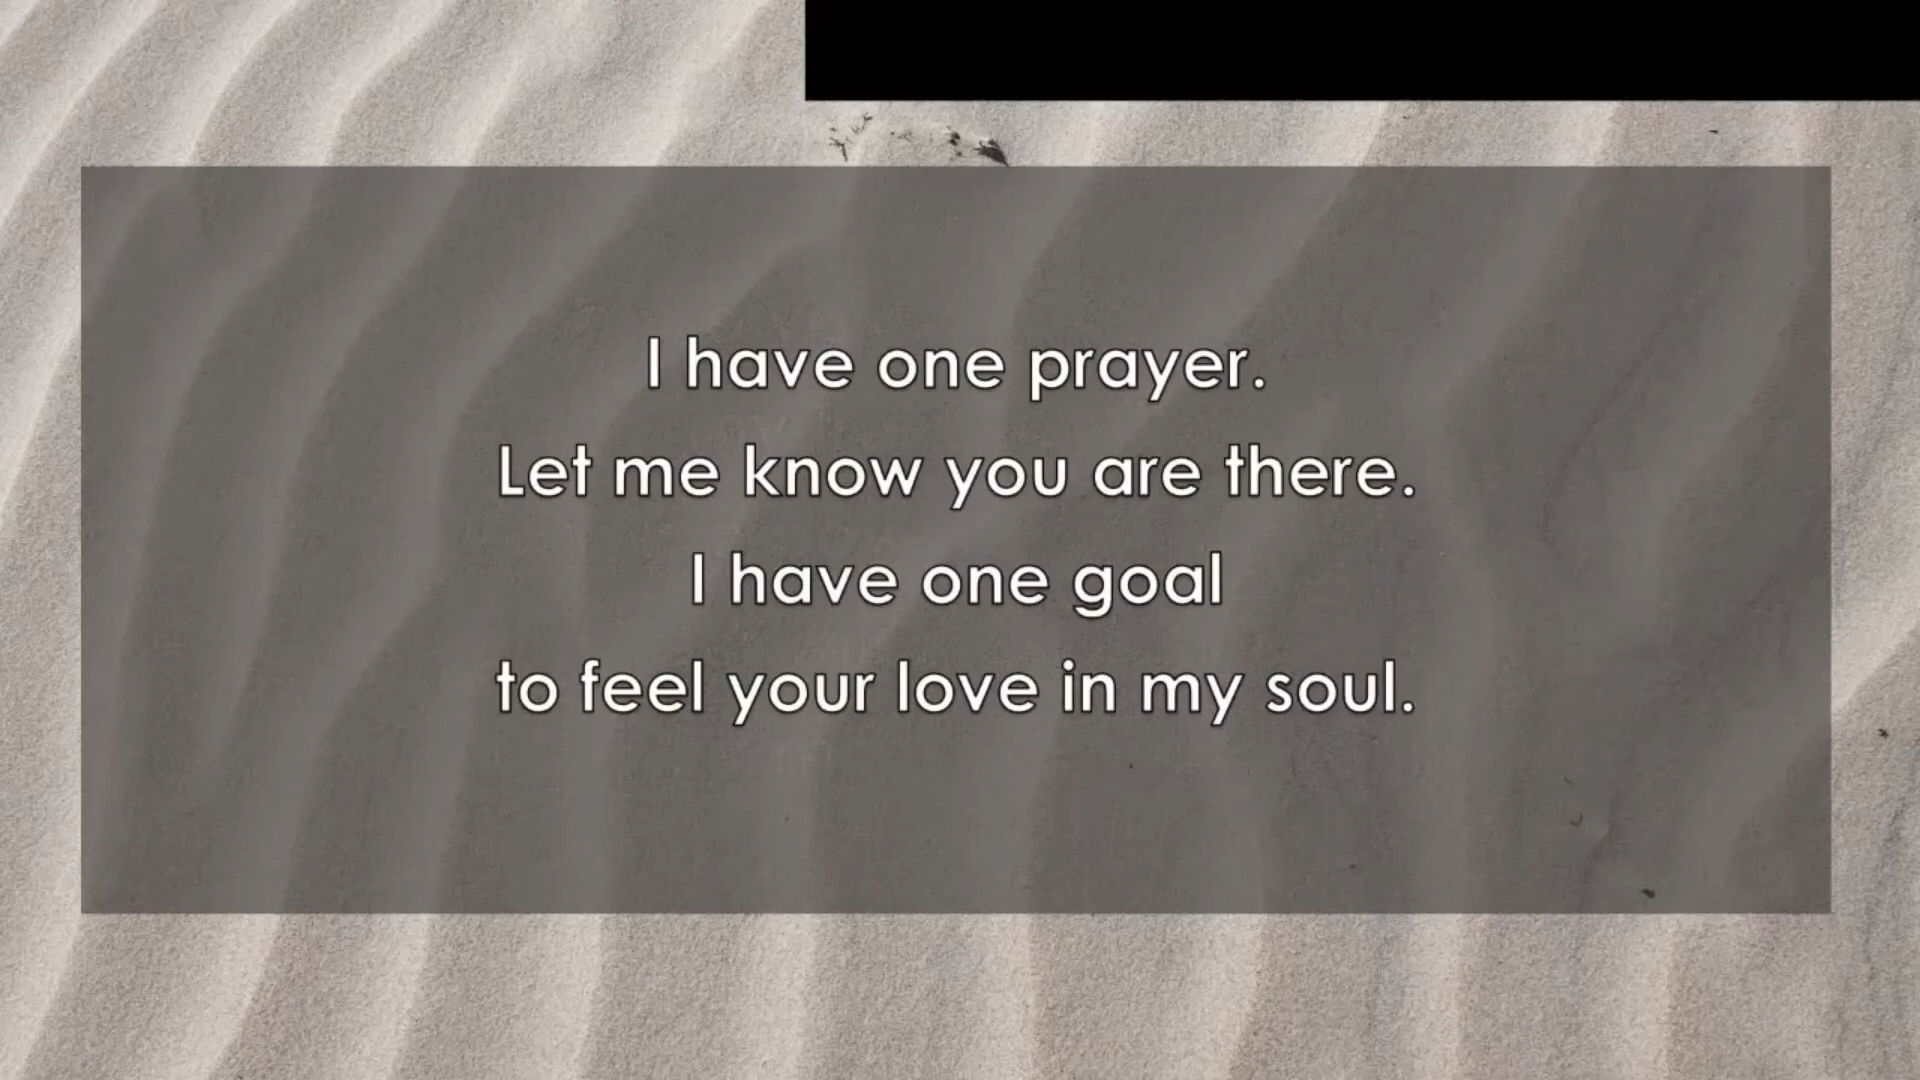 I have one prayer.
Let me know you are there.
I have one goal
to feel your love in my soul.